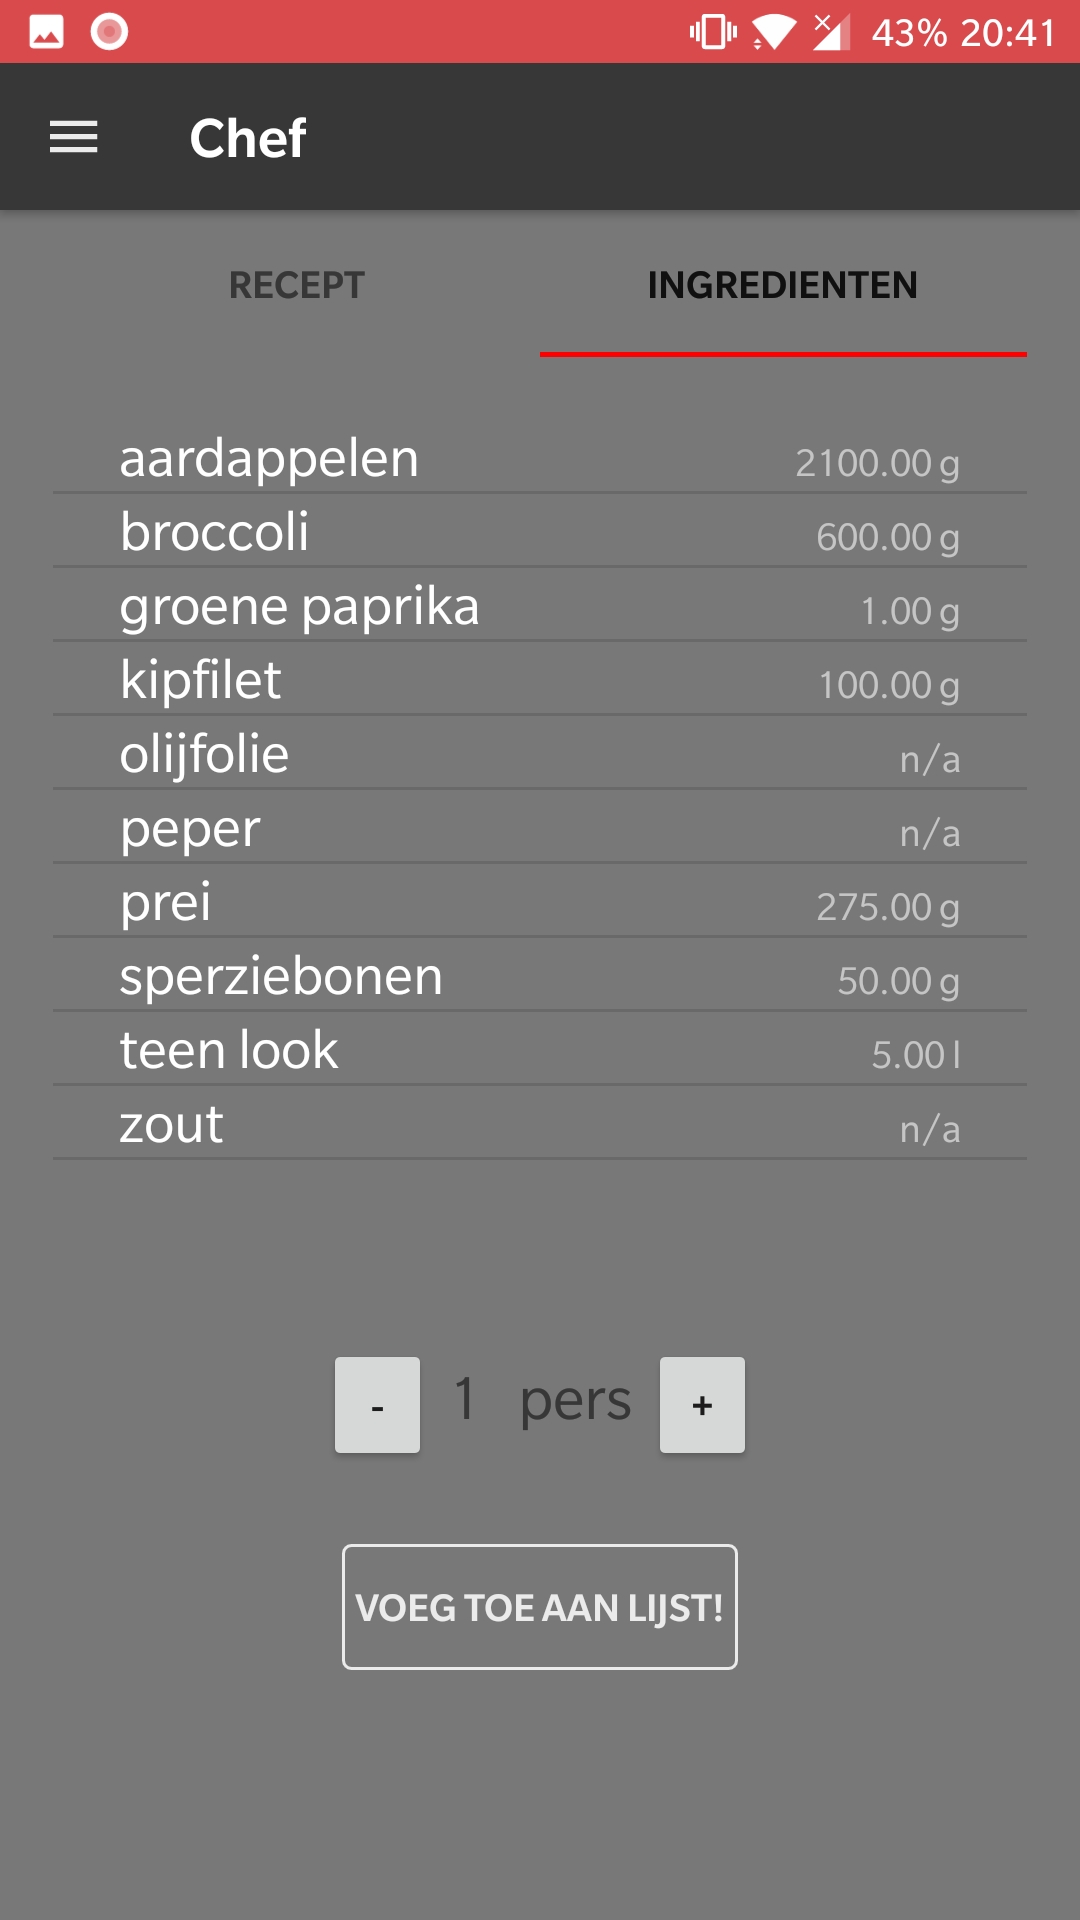 43% 20:41
Chef
RECEPT INGREDIENTEN
aardappelen 2100.00 g
broccoli 600.00 g
groene paprika 1.00 g
kipfilet 100.00 g
olijfolie n/a
peper n/a
prei 275.00 g
sperziebonen 50.00 g
teen look 5.00 l
zout n/a
- 1 pers +
VOEG TOE AAN LIJST!